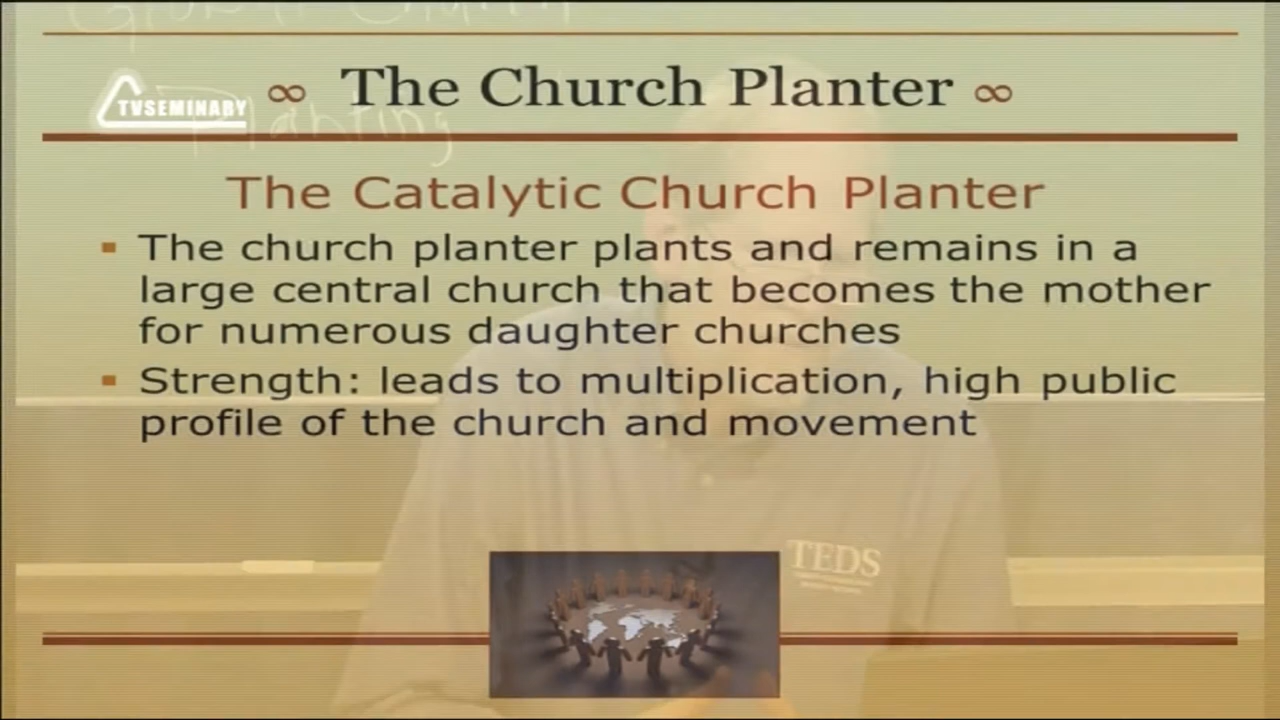 Church
Planting
TVSEMINARY
∞ The Church Planter ∞
The Catalytic Church Planter
▪ The church planter plants and remains in a
large central church that becomes the mother
for numerous daughter churches
▪ Strength: leads to multiplication, high public
profile of the church and movement
TEDS